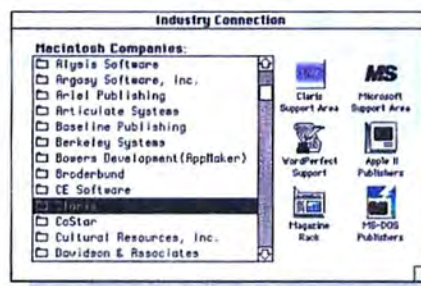 Industry Connection
Macintosh Companies:
Alysis Software
Argosy Software, Inc.
Ariel Publishing
Articulate Systems
Baseline Publishing
Berkeley Systems
Bowers Development(AppMaker)
Broderbund
CE Software
Claris
CoStar
Cultural Resources, Inc.
Davidson & Associates
Claris
Support Area
MS
Microsoft
Support Area
WordPerfect
Support
Apple II
Publishers
Magazine
Rack
MS-DOS
Publishers